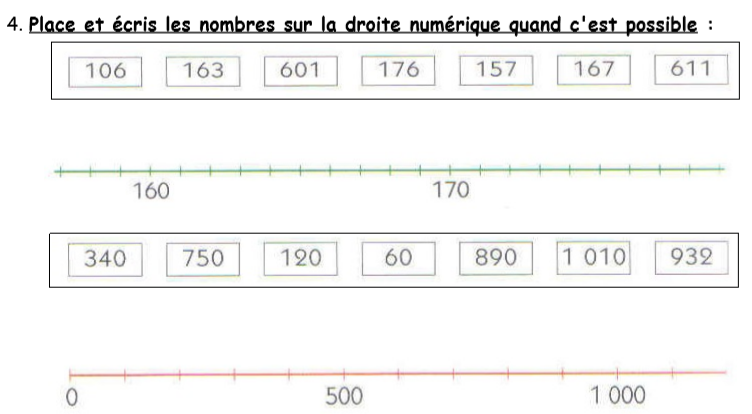 4. Place et écris les nombres sur la droite numérique quand c'est possible :
106 163 601 176 157 167 611
160 170
340 750 120 60 890 1 010 932
0 500 1 000